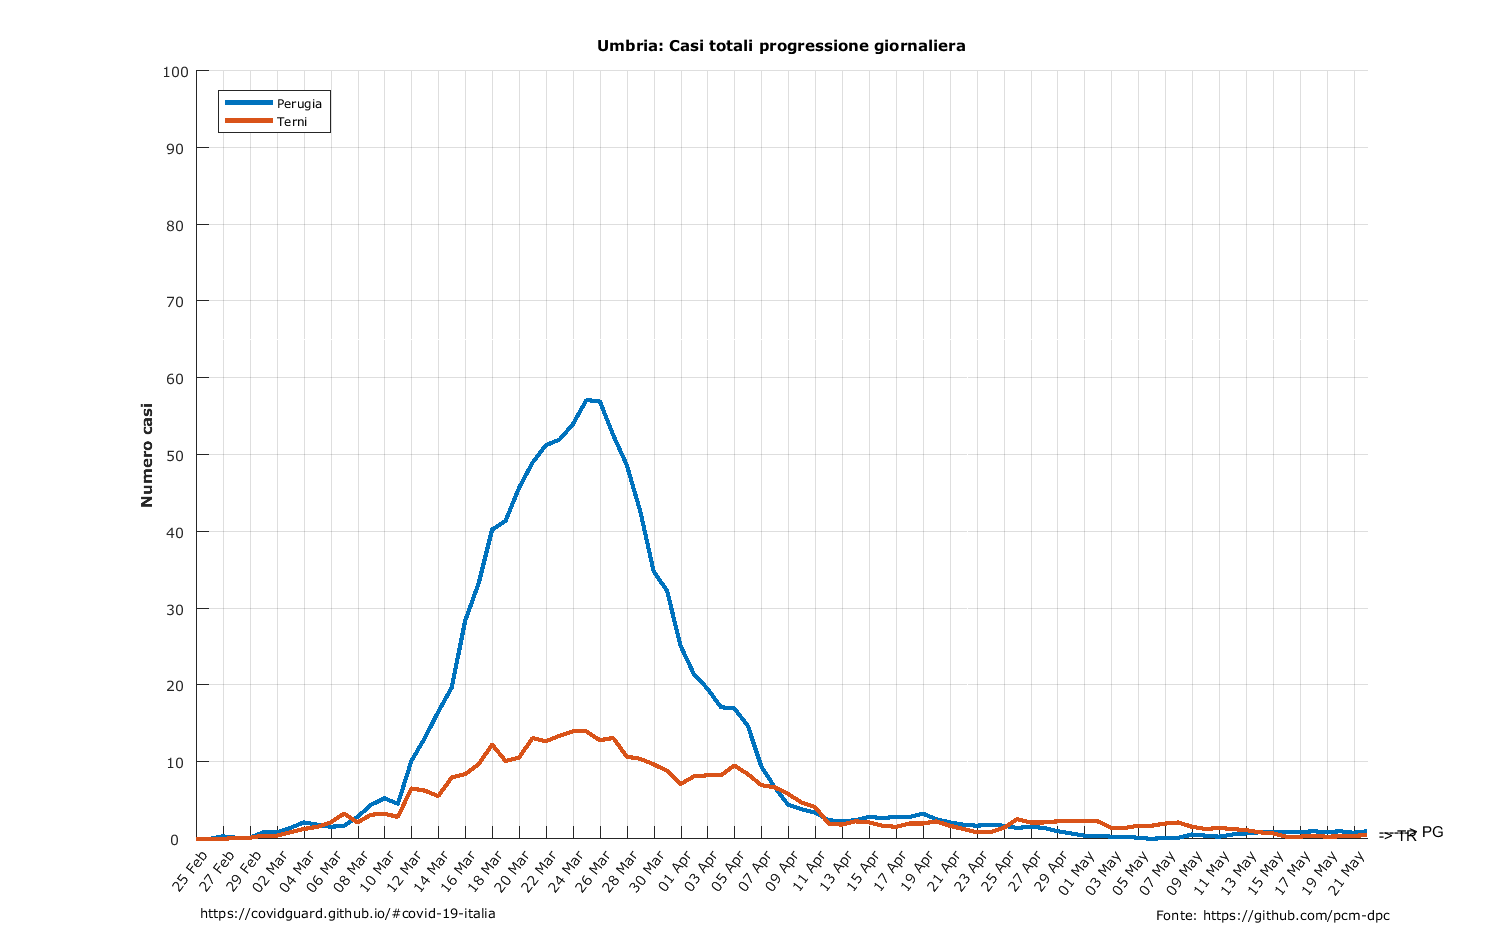 Umbria: Casi totali progressione giornaliera
100
90
80
70
60
50
40
30
20
10
0
Numero casi
Perugia
Terni
25 Feb
27 Feb
29 Feb
02 Mar
04 Mar
06 Mar
08 Mar
10 Mar
12 Mar
14 Mar
16 Mar
18 Mar
20 Mar
22 Mar
24 Mar
26 Mar
28 Mar
30 Mar
01 Apr
03 Apr
05 Apr
07 Apr
09 Apr
11 Apr
13 Apr
15 Apr
17 Apr
19 Apr
21 Apr
23 Apr
25 Apr
27 Apr
29 Apr
01 May
03 May
05 May
07 May
09 May
11 May
13 May
15 May
17 May
19 May
21 May
----> PG
-> TR
https://covidguard.github.io/#covid-19-italia
Fonte: https://github.com/pcm-dpc